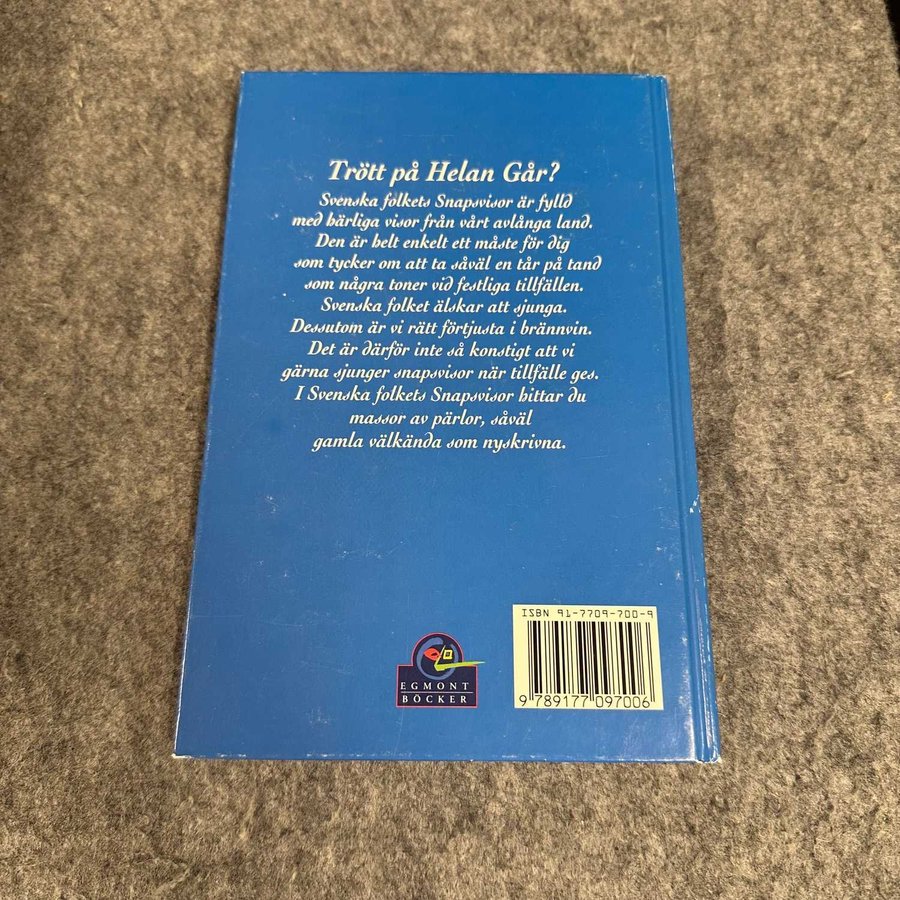 Trött på Helan Går?
Svenska folkets Snapsvisor är fylld
med härliga visor från vårt avlånga land.
Den är helt enkelt ett måste för dig
som tycker om att ta såväl en tår på tand
som några toner vid festliga tillfällen.
Svenska folket älskar att sjunga.
Dessutom är vi rätt förtjusta i brännvin.
Det är därför inte så konstigt att vi
gärna sjunger snapsvisor när tillfälle ges.
I Svenska folkets Snapsvisor hittar du
massor av pärlor, såväl
gamla välkända som nyskrivna.
ISBN 91-7709-700-9
9 789177 097006
EGMONT
BÖCKER